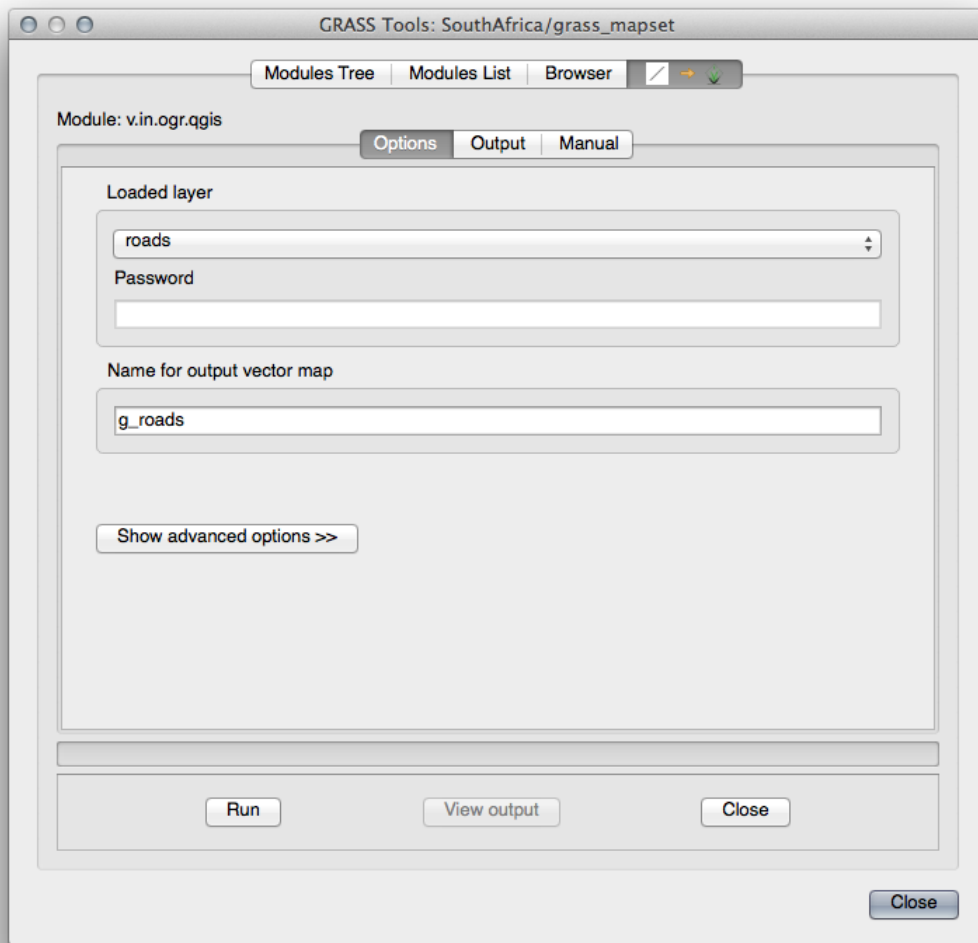 GRASS Tools: SouthAfrica/grass_mapset
Modules Tree Modules List Browser
Module: v.in.ogr.qgis
Options Output Manual
Loaded layer
roads
Password
Name for output vector map
g_roads
Show advanced options >>
Run View output Close
Close